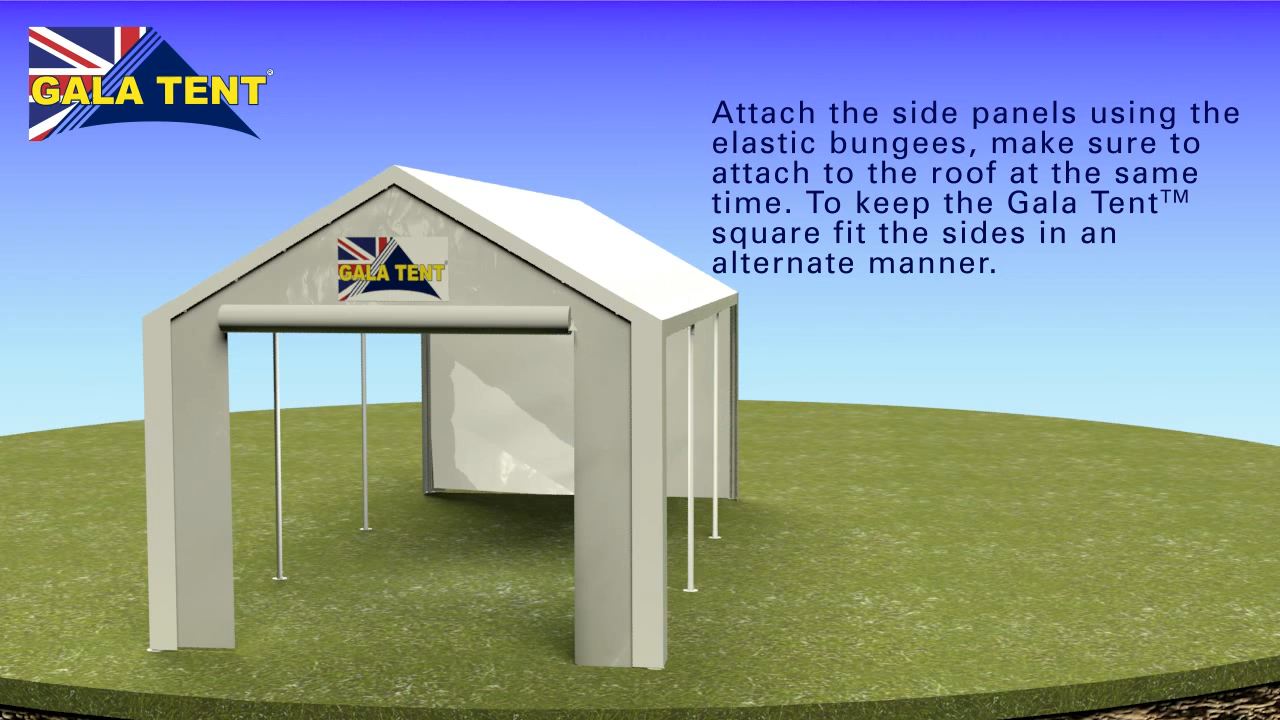 GALA TENT
Attach the side panels using the
elastic bungees, make sure to
attach to the roof at the same
time. To keep the Gala Tent™
square fit the sides in an
alternate manner.
GALA TENT